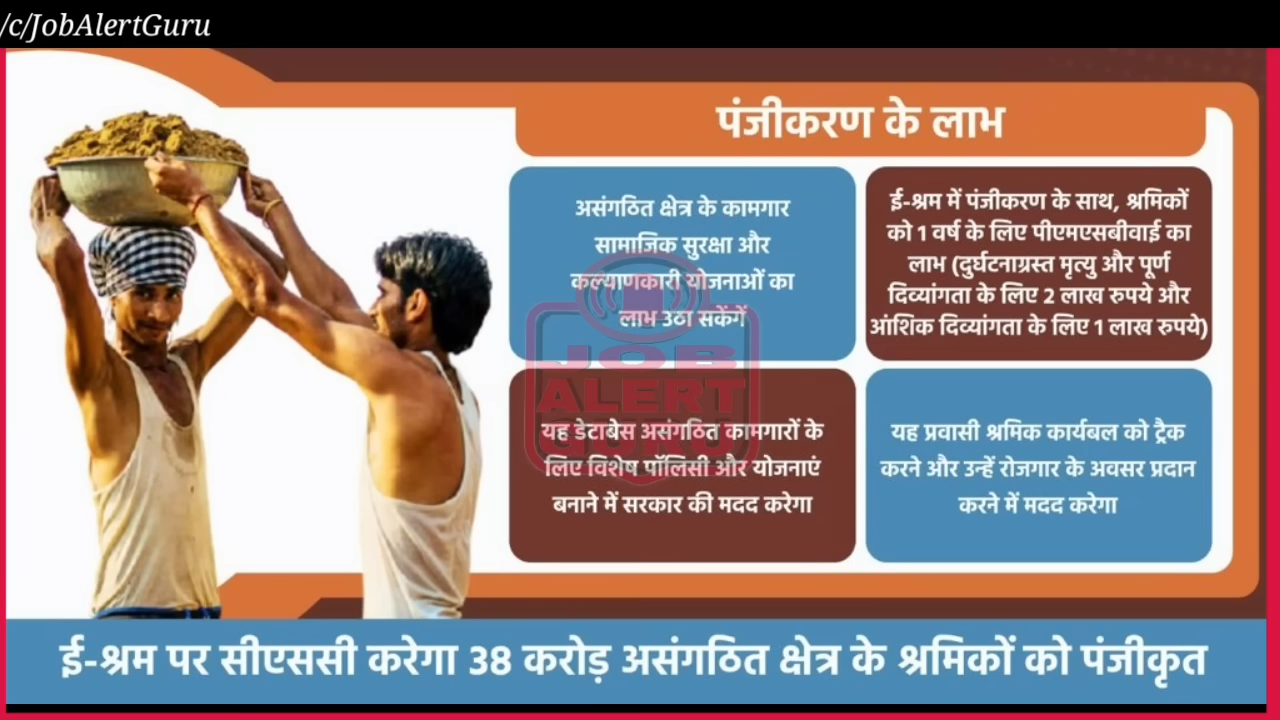 /c/JobAlertGuru
पंजीकरण के लाभ
असंगठित क्षेत्र के कामगार
सामाजिक सुरक्षा और
कल्याणकारी योजनाओं का
लाभ उठा सकेंगें
ई-श्रम में पंजीकरण के साथ, श्रमिकों
को 1 वर्ष के लिए पीएमएसबीवाई का
लाभ (दुर्घटनाग्रस्त मृत्यु और पूर्ण
दिव्यांगता के लिए 2 लाख रुपये और
आंशिक दिव्यांगता के लिए 1 लाख रुपये)
JOB
ALERT
GURU
यह डेटाबेस असंगठित कामगारों के
लिए विशेष पॉलिसी और योजनाएं
बनाने में सरकार की मदद करेगा
यह प्रवासी श्रमिक कार्यबल को ट्रैक
करने और उन्हें रोजगार के अवसर प्रदान
करने में मदद करेगा
ई-श्रम पर सीएससी करेगा 38 करोड़ असंगठित क्षेत्र के श्रमिकों को पंजीकृत